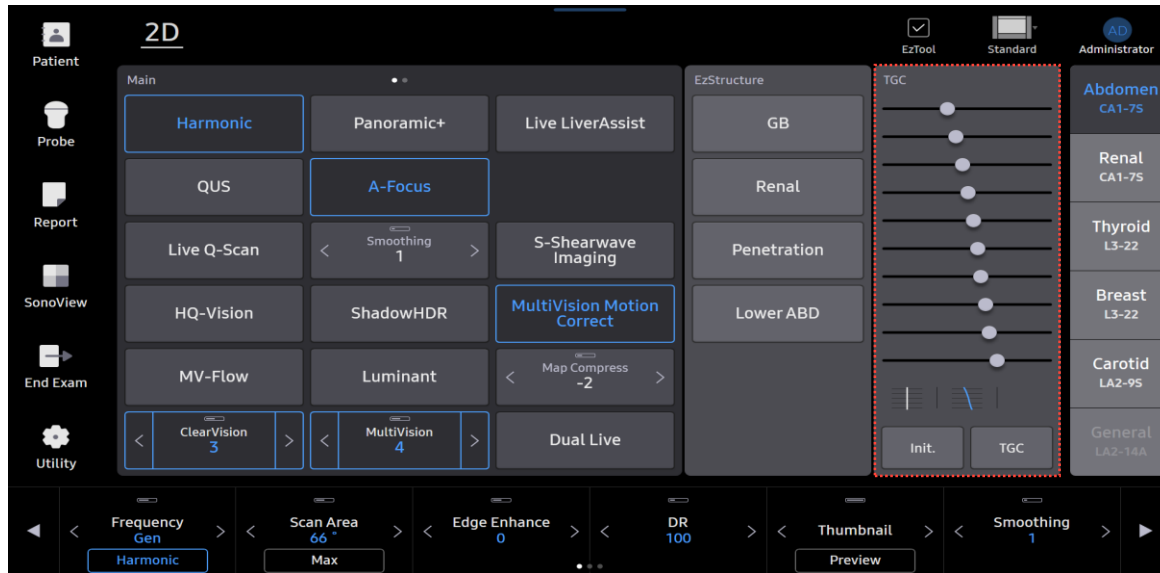 2D
EzTool
Standard
AD
Administrator
Patient
Probe
Report
SonoView
End Exam
Utility
Main
Harmonic
Panoramic+
Live LiverAssist
QUS
A-Focus
Live Q-Scan
< Smoothing >
1
S-Shearwave
Imaging
HQ-Vision
ShadowHDR
MultiVision Motion
Correct
MV-Flow
Luminant
< Map Compress >
-2
< ClearVision >
3
< MultiVision >
4
Dual Live
EzStructure
GB
Renal
Penetration
Lower ABD
TGC
Init.
TGC
Abdomen
CA1-7S
Renal
CA1-7S
Thyroid
L3-22
Breast
L3-22
Carotid
LA2-9S
General
LA2-14A
< Frequency >
Gen
Harmonic
< Scan Area >
66 °
Max
< Edge Enhance >
0
< DR >
100
< Thumbnail >
Preview
< Smoothing >
1